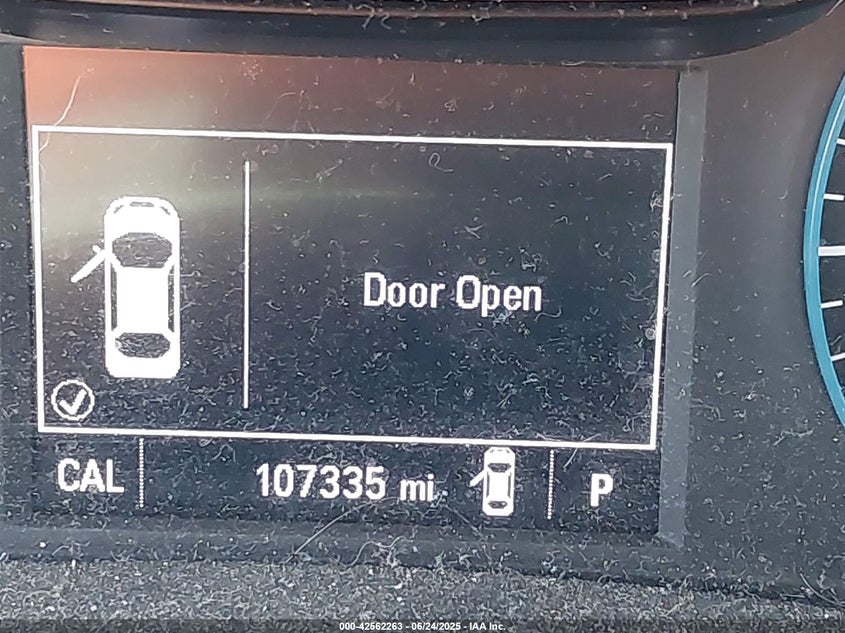 Door Open
CAL 107335 mi P
000-42562263 - 06/24/2025 - IAA Inc.